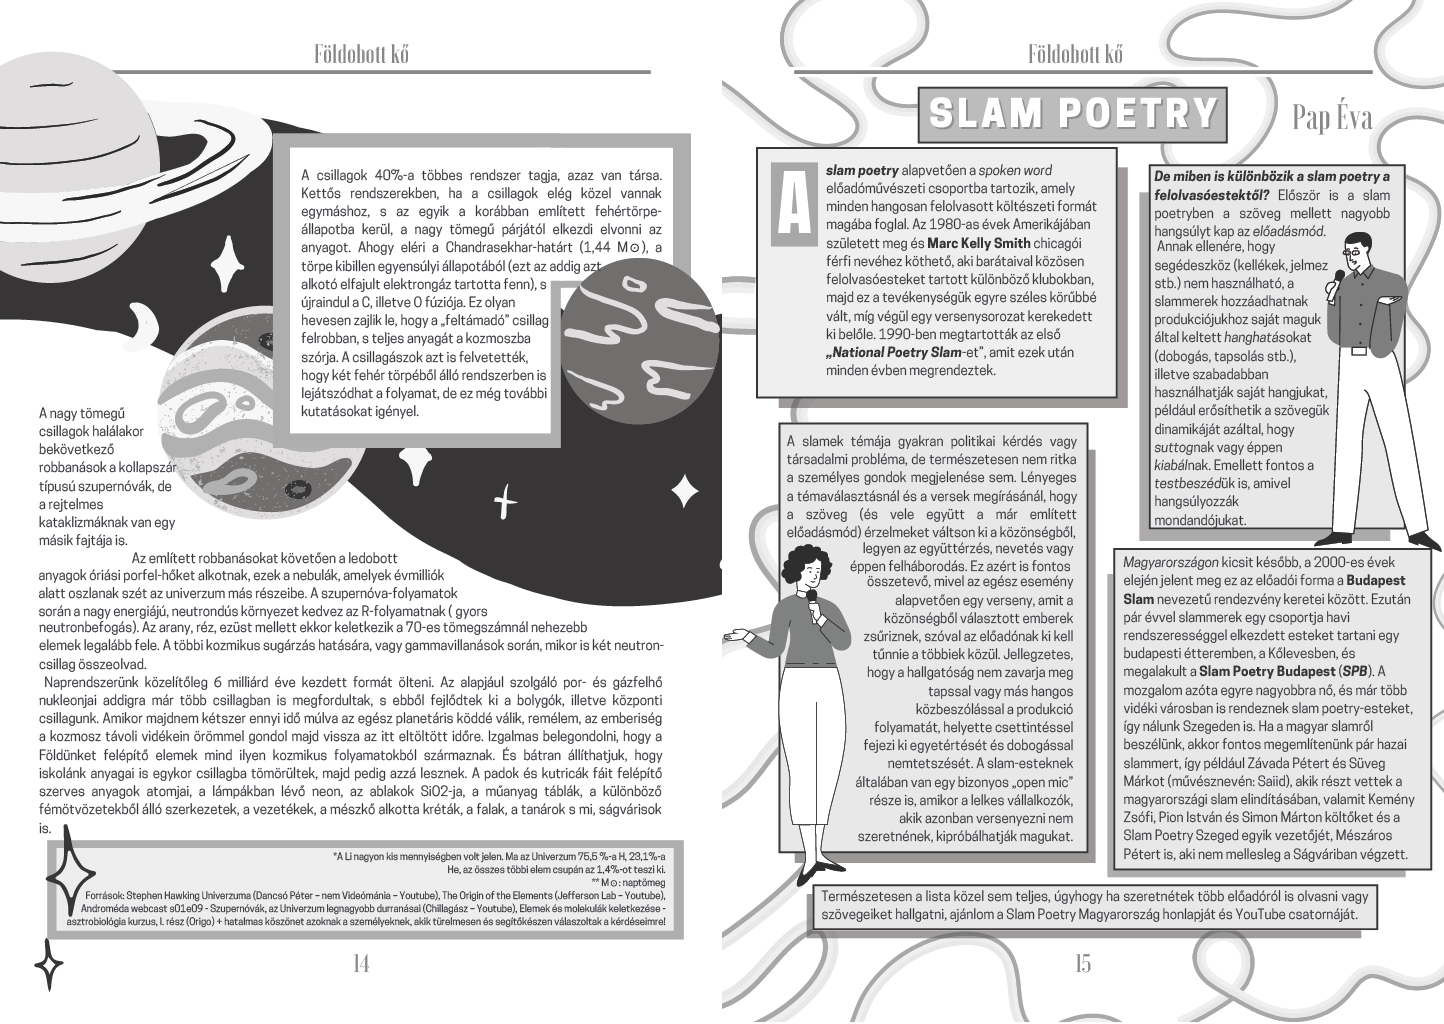 Földobott kő
A csillagok 40%-a többes rendszer tagja, azaz van társa.
Kettős rendszerekben, ha a csillagok elég közel vannak
egymáshoz, s az egyik a korábban említett fehértörpe-
állapotba kerül, a nagy tömegű párjától elkezdi elvonni az
anyagot. Ahogy eléri a Chandrasekhar-határt (1,44 M⊙), a
törpe kibillen egyensúlyi állapotából (ezt az addig azt
alkotó elfajult elektrongáz tartotta fenn), s
újraindul a C, illetve O fúziója. Ez olyan
hevesen zajlik le, hogy a „feltámadó” csillag
felrobban, s teljes anyagát a kozmoszba
szórja. A csillagászok azt is felvetették,
hogy két fehér törpéből álló rendszerben is
lejátszódhat a folyamat, de ez még további
kutatásokat igényel.
A nagy tömegű
csillagok halálakor
bekövetkező
robbanások a kollapszár
típusú szupernóvák, de
a rejtelmes
kataklizmáknak van egy
másik fajtája is.
Az említett robbanásokat követően a ledobott
anyagok óriási porfel-hőket alkotnak, ezek a nebulák, amelyek évmilliók
alatt oszlanak szét az univerzum más részeibe. A szupernóva-folyamatok
során a nagy energiájú, neutrondús környezet kedvez az R-folyamatnak ( gyors
neutronbefogás). Az arany, réz, ezüst mellett ekkor keletkezik a 70-es tömegszámnál nehezebb
elemek legalább fele. A többi kozmikus sugárzás hatására, vagy gammavillanások során, mikor is két neutron-
csillag összeolvad.
Naprendszerünk közelítőleg 6 milliárd éve kezdett formát ölteni. Az alapjául szolgáló por- és gázfelhő
nukleonjai addigra már több csillagban is megfordultak, s ebből fejlődtek ki a bolygók, illetve központi
csillagunk. Amikor majdnem kétszer ennyi idő múlva az egész planetáris köddé válik, remélem, az emberiség
a kozmosz távoli vidékein örömmel gondol majd vissza az itt eltöltött időre. Izgalmas belegondolni, hogy a
Földünket felépítő elemek mind ilyen kozmikus folyamatokból származnak. És bátran állíthatjuk, hogy
iskolánk anyagai is egykor csillagba tömörültek, majd pedig azzá lesznek. A padok és kutricák fáit felépítő
szerves anyagok atomjai, a lámpákban lévő neon, az ablakok SiO2-ja, a műanyag táblák, a különböző
fémötvözetekből álló szerkezetek, a vezetékek, a mészkő alkotta kréták, a falak, a tanárok s mi, ságvárisok
is.
*A Li nagyon kis mennyiségben volt jelen. Ma az Univerzum 75,5 %-a H, 23,1%-a
He, az összes többi elem csupán az 1,4%-ot teszi ki.
** M⊙: naptömeg
Források: Stephen Hawking Univerzuma (Dancsó Péter – nem Videómánia – Youtube), The Origin of the Elements (Jefferson Lab – Youtube),
Androméda webcast s01e09 - Szupernóvák, az Univerzum legnagyobb durranásai (Chillagász – Youtube), Elemek és molekulák keletkezése -
asztrobiológia kurzus, I. rész (Origo) + hatalmas köszönet azoknak a személyeknek, akik türelmesen és segítőkészen válaszoltak a kérdéseimre!
14
Földobott kő
SLAM POETRY
Pap Éva
A
slam poetry alapvetően a spoken word
előadóművészeti csoportba tartozik, amely
minden hangosan felolvasott költészeti formát
magába foglal. Az 1980-as évek Amerikájában
született meg és Marc Kelly Smith chicagói
férfi nevéhez köthető, aki barátaival közösen
felolvasóesteket tartott különböző klubokban,
majd ez a tevékenységük egyre széles körűbbé
vált, míg végül egy versenysorozat kerekedett
ki belőle. 1990-ben megtartották az első
„National Poetry Slam-et”, amit ezek után
minden évben megrendeztek.
A slamek témája gyakran politikai kérdés vagy
társadalmi probléma, de természetesen nem ritka
a személyes gondok megjelenése sem. Lényeges
a témaválasztásnál és a versek megírásánál, hogy
a szöveg (és vele együtt a már említett
előadásmód) érzelmeket váltson ki a közönségből,
legyen az együttérzés, nevetés vagy
éppen felháborodás. Ez azért is fontos
összetevő, mivel az egész esemény
alapvetően egy verseny, amit a
közönségből választott emberek
zsűriznek, szóval az előadónak ki kell
tűnnie a többiek közül. Jellegzetes,
hogy a hallgatóság nem zavarja meg
tapssal vagy más hangos
közbeszólással a produkció
folyamatát, helyette csettintéssel
fejezi ki egyetértését és dobogással
nemtetszését. A slam-esteknek
általában van egy bizonyos „open mic”
része is, amikor a lelkes vállalkozók,
akik azonban versenyezni nem
szeretnének, kipróbálhatják magukat.
De miben is különbözik a slam poetry a
felolvasóestektől? Először is a slam
poetryben a szöveg mellett nagyobb
hangsúlyt kap az előadásmód.
Annak ellenére, hogy
segédeszköz (kellékek, jelmez
stb.) nem használható, a
slammerek hozzáadhatnak
produkciójukhoz saját maguk
által keltett hanghatásokat
(dobogás, tapsolás stb.),
illetve szabadabban
használhatják saját hangjukat,
például erősíthetik a szövegük
dinamikáját azáltal, hogy
suttognak vagy éppen
kiabálnak. Emellett fontos a
testbeszédük is, amivel
hangsúlyozzák
mondandójukat.
Magyarországon kicsit később, a 2000-es évek
elején jelent meg ez az előadói forma a Budapest
Slam nevezetű rendezvény keretei között. Ezután
pár évvel slammerek egy csoportja havi
rendszerességgel elkezdett esteket tartani egy
budapesti étteremben, a Kőlevesben, és
megalakult a Slam Poetry Budapest (SPB). A
mozgalom azóta egyre nagyobbra nő, és már több
vidéki városban is rendeznek slam poetry-esteket,
így nálunk Szegeden is. Ha a magyar slamről
beszélünk, akkor fontos megemlítenünk pár hazai
slammert, így például Závada Pétert és Süveg
Márkot (művésznevén: Saiid), akik részt vettek a
magyarországi slam elindításában, valamit Kemény
Zsófi, Pion István és Simon Márton költőket és a
Slam Poetry Szeged egyik vezetőjét, Mészáros
Pétert is, aki nem mellesleg a Ságváriban végzett.
Természetesen a lista közel sem teljes, úgyhogy ha szeretnétek több előadóról is olvasni vagy
szövegeiket hallgatni, ajánlom a Slam Poetry Magyarország honlapját és YouTube csatornáját.
15